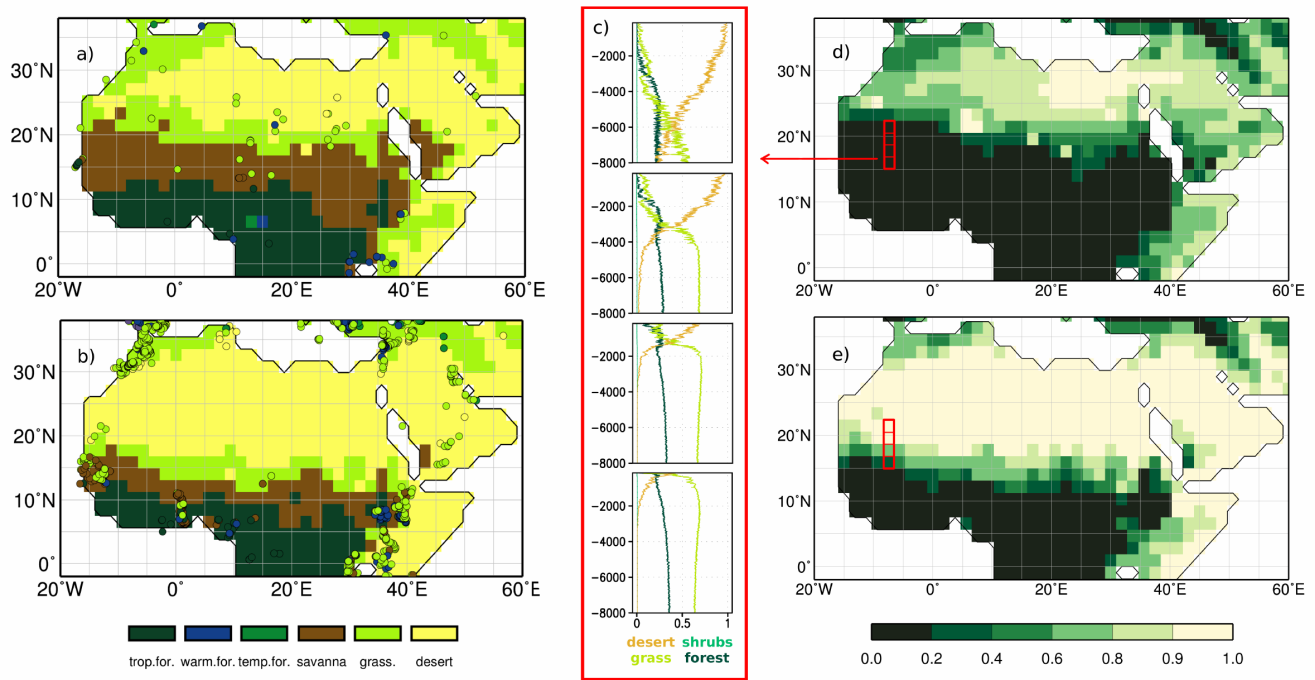 a)
30°N
20°N
10°N
0°
20°W 0° 20°E 40°E 60°E
b)
30°N
20°N
10°N
0°
20°W 0° 20°E 40°E 60°E
trop.for. warm.for. temp.for. savanna grass. desert
c)
-2000
-4000
-6000
-8000
-2000
-4000
-6000
-8000
-2000
-4000
-6000
-8000
-2000
-4000
-6000
-8000
0 0.5 1
desert shrubs
grass forest
d)
30°N
20°N
10°N
0°
20°W 0° 20°E 40°E 60°E
e)
30°N
20°N
10°N
0°
20°W 0° 20°E 40°E 60°E
0.0 0.2 0.4 0.6 0.8 0.9 1.0